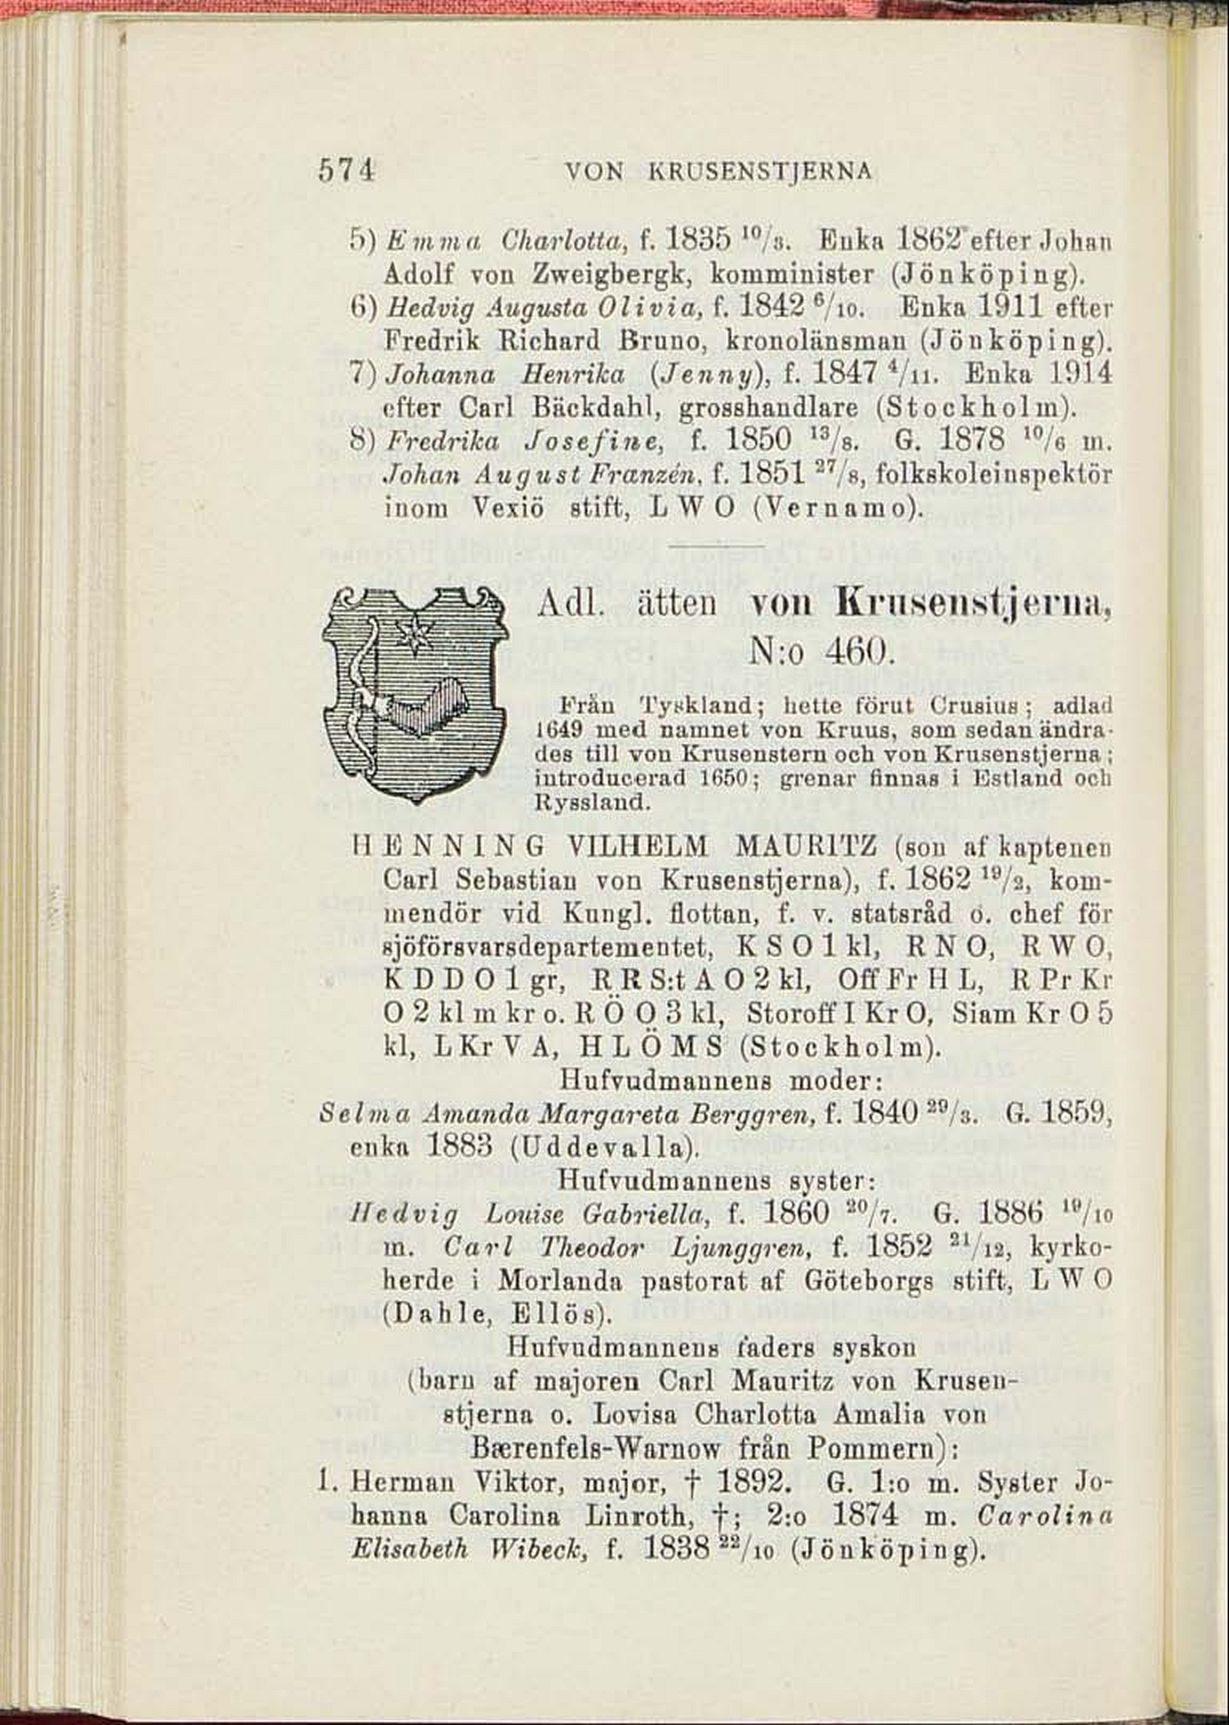 574 VON KRUSENSTJERNA
5) Emma Charlotta, f. 1835 10/3. Enka 1862 efter Johan
Adolf von Zweigbergk, komminister (Jönköping).
6) Hedvig Augusta Olivia, f. 1842 6/10. Enka 1911 efter
Fredrik Richard Bruno, kronolänsman (Jönköping).
7) Johanna Henrika (Jenny), f. 1847 4/11. Enka 1914
efter Carl Bäckdahl, grosshandlare (Stockholm).
8) Fredrika Josefine, f. 1850 13/8. G. 1878 10/6 m.
Johan August Franzén, f. 1851 27/8, folkskoleinspektör
inom Vexiö stift, L W O (Vernamo).
Adl. ätten von Krusenstjerna,
N:o 460.
Från Tyskland; hette förut Crusius; adlad
1649 med namnet von Kruus, som sedan ändra-
des till von Krusenstern och von Krusenstjerna;
introducerad 1650; grenar finnas i Estland och
Ryssland.
HENNING VILHELM MAURITZ (son af kaptenen
Carl Sebastian von Krusenstjerna), f. 1862 19/2, kom-
mendör vid Kungl. flottan, f. v. statsråd o. chef för
sjöförsvarsdepartementet, K S O 1 kl, R N O, R W O,
K D D O 1 gr, R R S:t A O 2 kl, Off Fr H L, R Pr Kr
O 2 kl m kr o. R Ö O 3 kl, Storoff I Kr O, Siam Kr O 5
kl, L Kr V A, H L Ö M S (Stockholm).
Hufvudmannens moder:
Selma Amanda Margareta Berggren, f. 1840 29/3. G. 1859,
enka 1883 (Uddevalla).
Hufvudmannens syster:
Hedvig Louise Gabriella, f. 1860 20/7. G. 1886 19/10
m. Carl Theodor Ljunggren, f. 1852 21/12, kyrko-
herde i Morlanda pastorat af Göteborgs stift, L W O
(Dahle, Ellös).
Hufvudmannens faders syskon
(barn af majoren Carl Mauritz von Krusen-
stjerna o. Lovisa Charlotta Amalia von
Bærenfels-Warnow från Pommern):
1. Herman Viktor, major, † 1892. G. 1:o m. Syster Jo-
hanna Carolina Linroth, †; 2:o 1874 m. Carolina
Elisabeth Wibeck, f. 1838 22/10 (Jönköping).